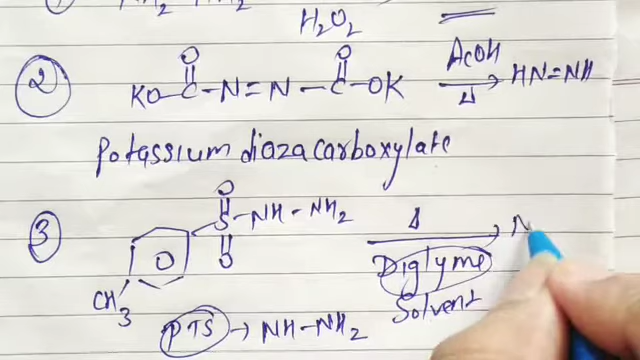 H2O2
② KO-C(=O)-N=N-C(=O)-OK AcOH Δ → HN=NH
Potassium diazacarboxylate
③ CH3 S(=O)(=O)-NH-NH2 Δ → N
Diglyme
Solvent
PTS → NH-NH2